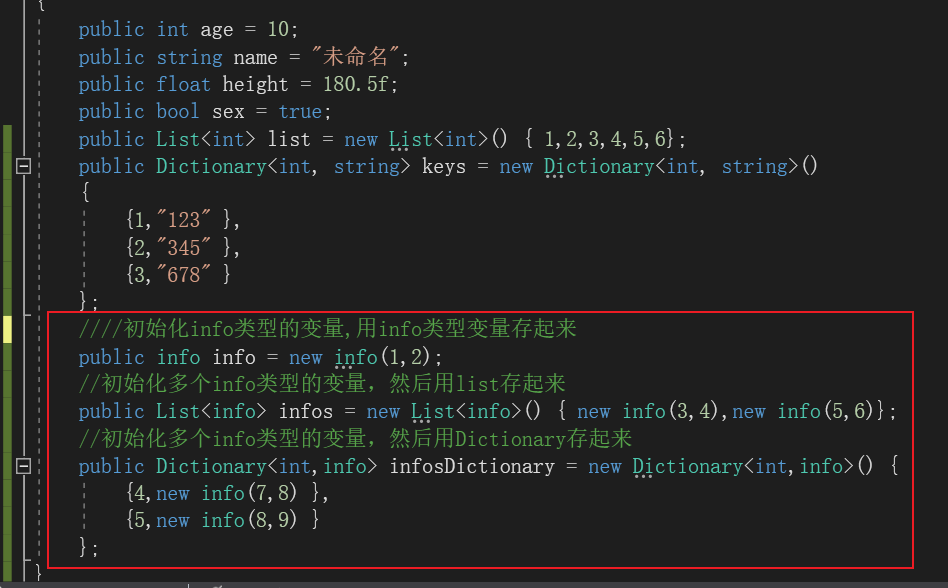 {
public int age = 10;
public string name = "未命名";
public float height = 180.5f;
public bool sex = true;
public List<int> list = new List<int>() { 1,2,3,4,5,6};
public Dictionary<int, string> keys = new Dictionary<int, string>()
{
{1,"123" },
{2,"345" },
{3,"678" }
};
////初始化info类型的变量,用info类型变量存起来
public info info = new info(1,2);
//初始化多个info类型的变量，然后用list存起来
public List<info> infos = new List<info>() { new info(3,4),new info(5,6)};
//初始化多个info类型的变量，然后用Dictionary存起来
public Dictionary<int,info> infosDictionary = new Dictionary<int,info>() {
{4,new info(7,8) },
{5,new info(8,9) }
};
}